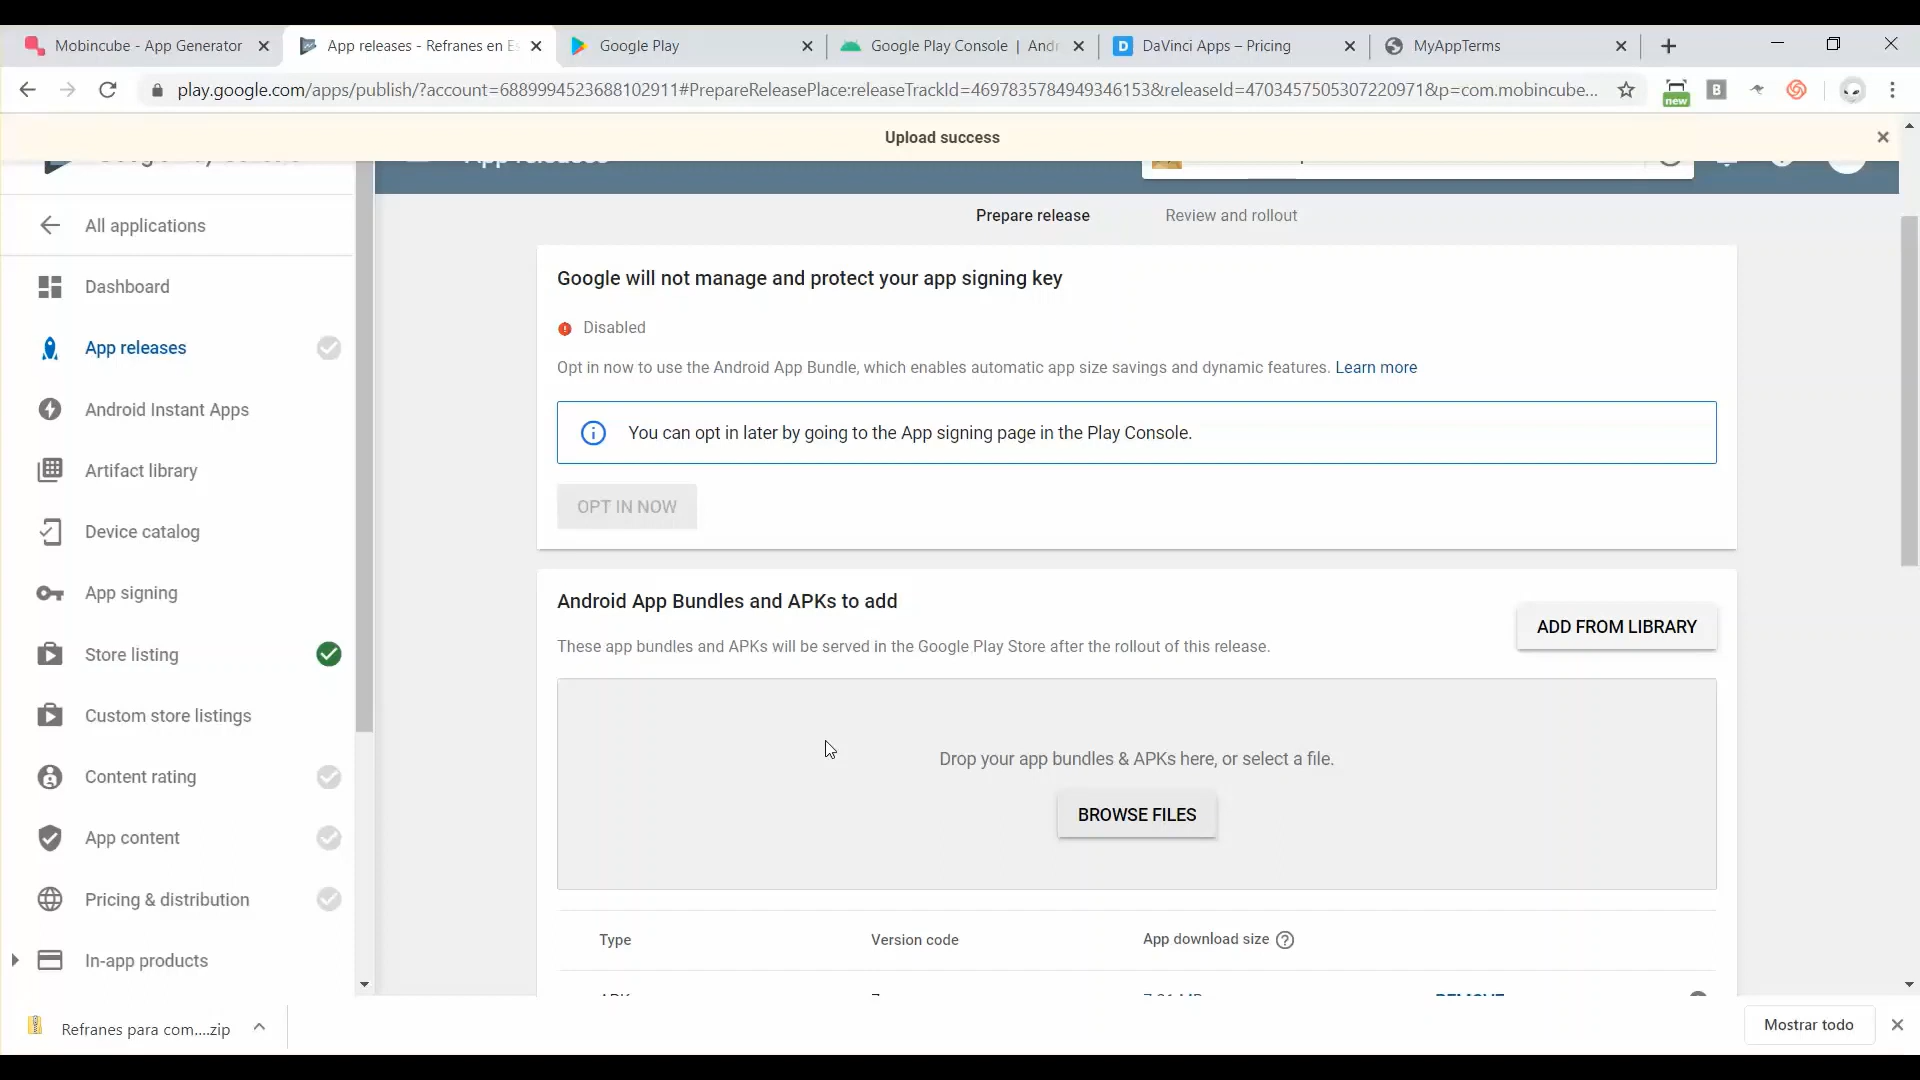 Mobincube - App Generator
App releases - Refranes en Es
Google Play
Google Play Console | Andr
DaVinci Apps – Pricing
MyAppTerms
play.google.com/apps/publish/?account=6889994523688102911#PrepareReleasePlace:releaseTrackId=4697835784949346153&releaseId=4703457505307220971&p=com.mobincube...
new
B
Upload success
App releases
All applications
Prepare release
Review and rollout
Dashboard
App releases
Android Instant Apps
Artifact library
Device catalog
App signing
Store listing
Custom store listings
Content rating
App content
Pricing & distribution
In-app products
Google will not manage and protect your app signing key
Disabled
Opt in now to use the Android App Bundle, which enables automatic app size savings and dynamic features. Learn more
You can opt in later by going to the App signing page in the Play Console.
OPT IN NOW
Android App Bundles and APKs to add
ADD FROM LIBRARY
These app bundles and APKs will be served in the Google Play Store after the rollout of this release.
Drop your app bundles & APKs here, or select a file.
BROWSE FILES
Type
Version code
App download size
REMOVE
Refranes para com....zip
Mostrar todo